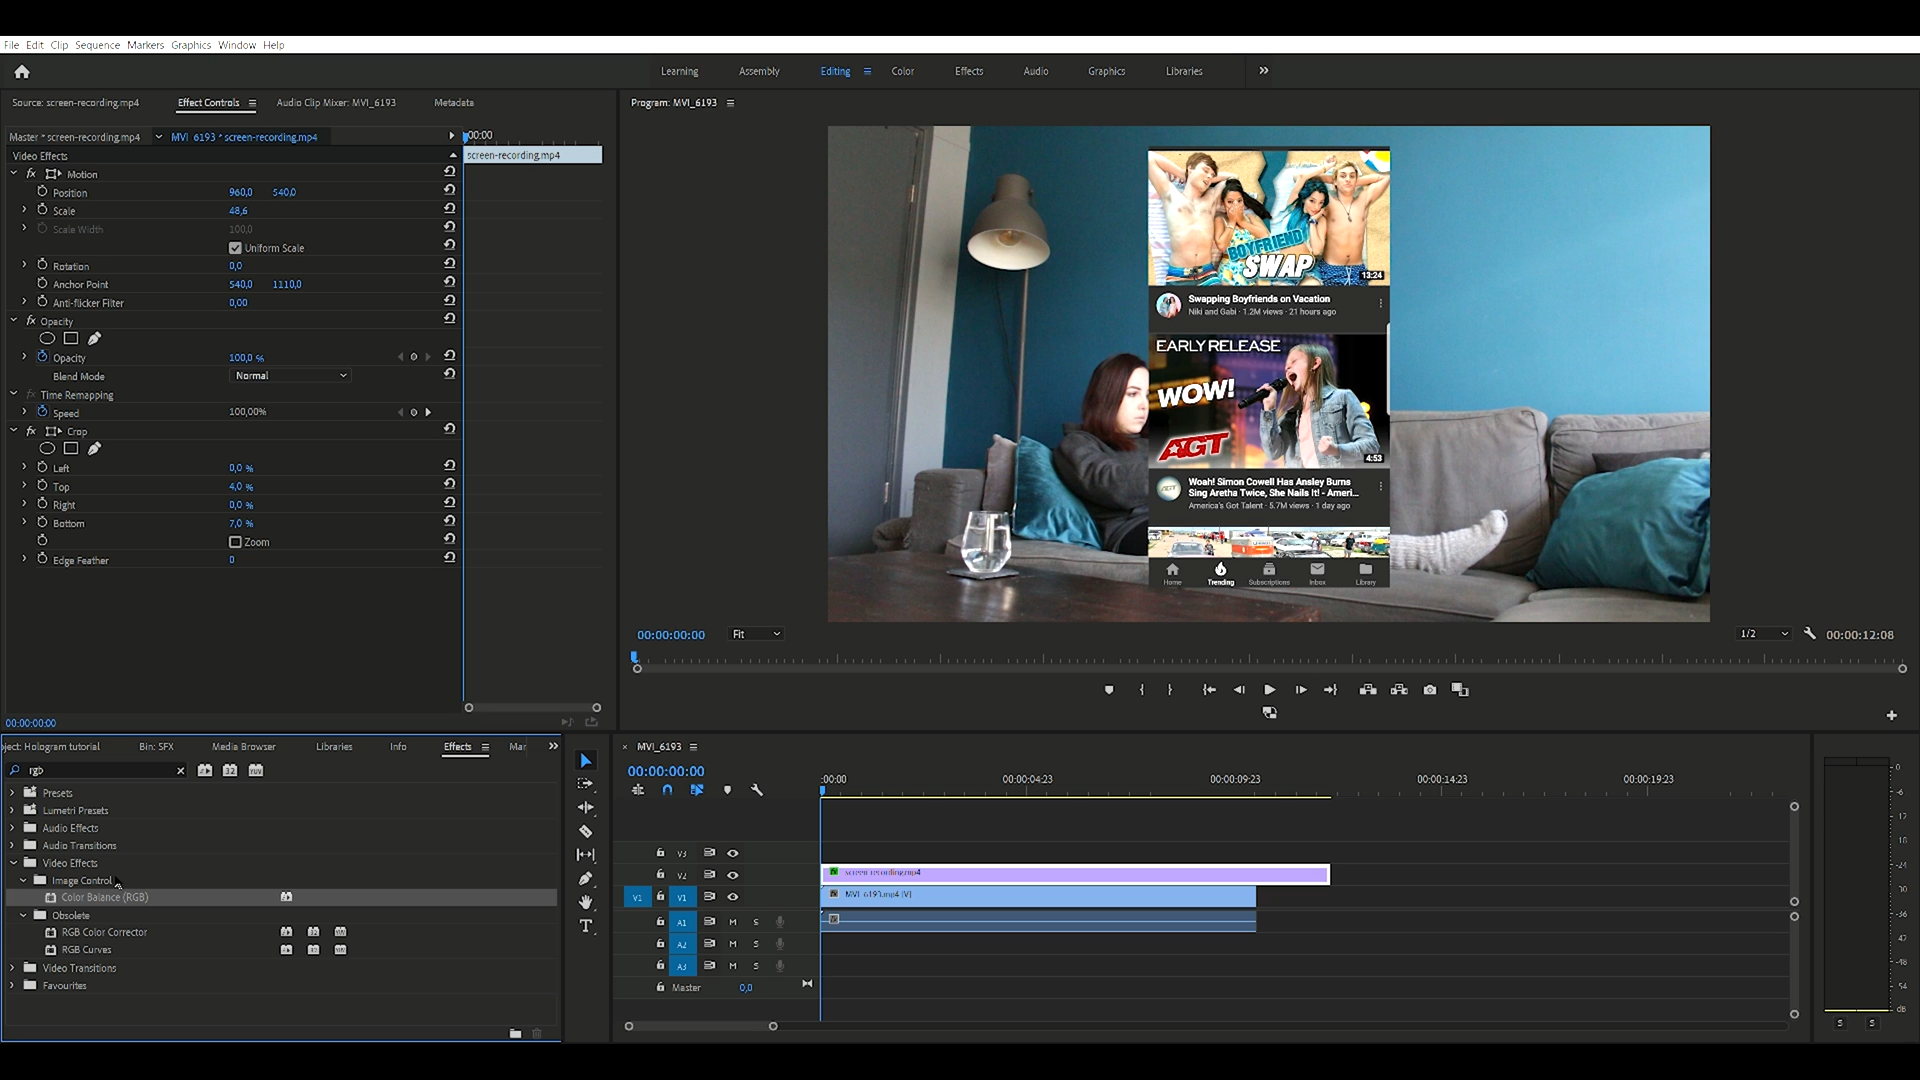 File Edit Clip Sequence Markers Graphics Window Help
Learning Assembly Editing Color Effects Audio Graphics Libraries
Source: screen-recording.mp4 Effect Controls Audio Clip Mixer: MVI_6193 Metadata
Program: MVI_6193
Master * screen-recording.mp4 MVI_6193 * screen-recording.mp4
:00:00
Video Effects
screen-recording.mp4
Motion
Position 960,0 540,0
Scale 48,6
Scale Width 100,0
Uniform Scale
Rotation 0,0
Anchor Point 540,0 1110,0
Anti-flicker Filter 0,00
fx Opacity
Opacity 100,0 %
Blend Mode Normal
Time Remapping
Speed 100,00%
fx Crop
Left 0,0 %
Top 4,0 %
Right 0,0 %
Bottom 7,0 %
Zoom
Edge Feather 0
00:00:00:00
BOYFRIEND
SWAP
13:24
Swapping Boyfriends on Vacation
Niki and Gabi · 1.2M views · 21 hours ago
EARLY RELEASE
WOW!
AGT
4:53
Woah! Simon Cowell Has Ansley Burns
Sing Aretha Twice, She Nails It! - Ameri...
America's Got Talent · 5.7M views · 1 day ago
Home Trending Subscriptions Inbox Library
00:00:00:00 Fit 1/2 00:00:12:08
oject: Hologram tutorial Bin: SFX Media Browser Libraries Info Effects Mar
rgb
Presets
Lumetri Presets
Audio Effects
Audio Transitions
Video Effects
Image Control
Color Balance (RGB)
Obsolete
RGB Color Corrector
RGB Curves
Video Transitions
Favourites
MVI_6193
00:00:00:00
:00:00 00:00:04:23 00:00:09:23 00:00:14:23 00:00:19:23
V3
V2 screen-recording.mp4
V1 V1 MVI_6193.mp4 [V]
A1 M S
A2 M S
A3 M S
Master 0,0
0
-6
-12
-18
-24
-30
-36
-42
-48
-54
dB
S S